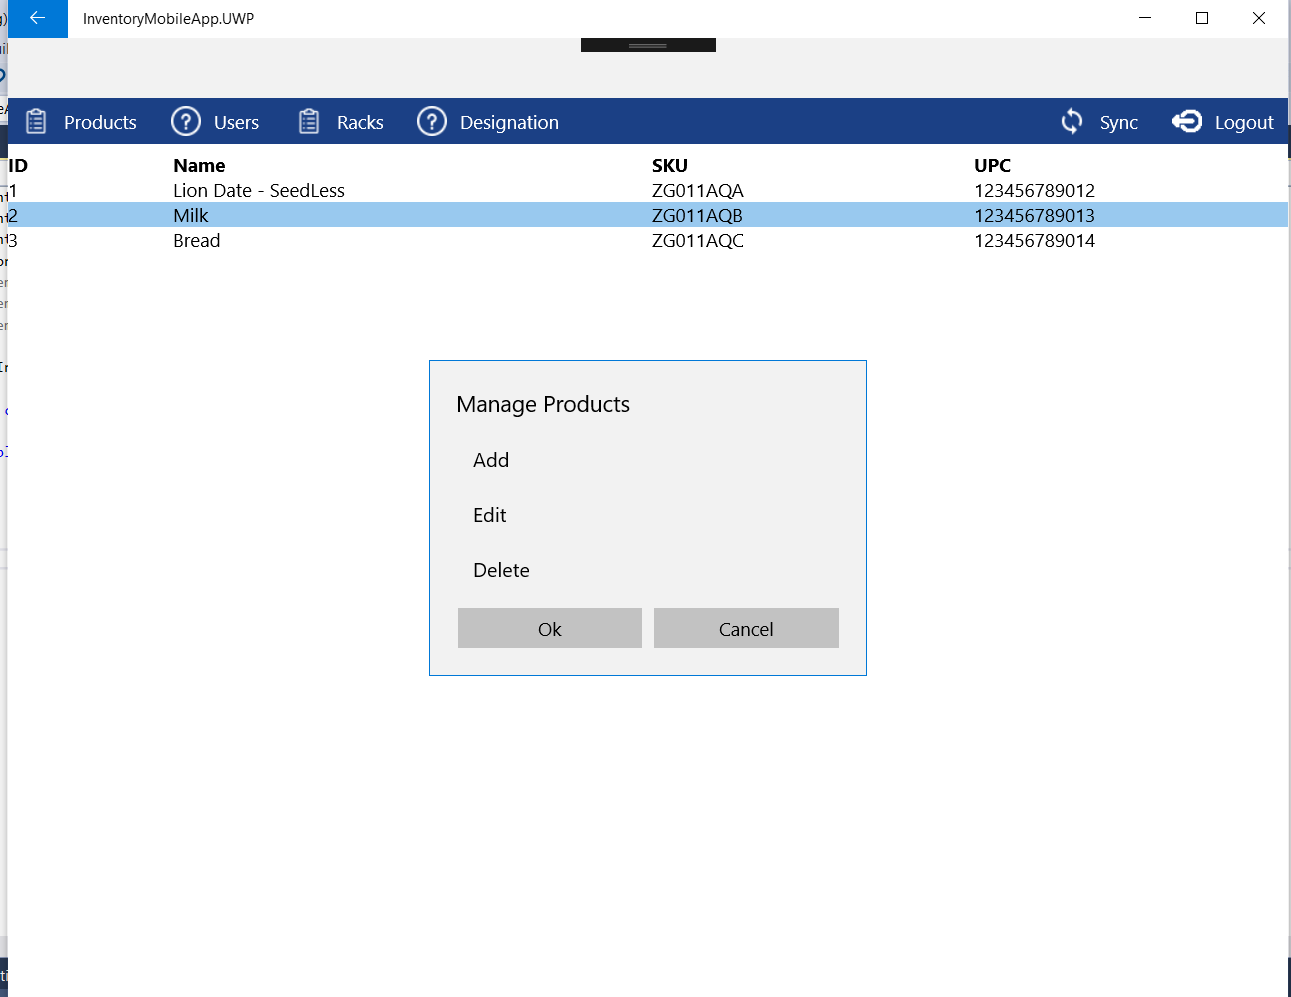 InventoryMobileApp.UWP
Products Users Racks Designation Sync Logout
ID Name SKU UPC
1 Lion Date - SeedLess ZG011AQA 123456789012
2 Milk ZG011AQB 123456789013
3 Bread ZG011AQC 123456789014
Manage Products
Add
Edit
Delete
Ok Cancel